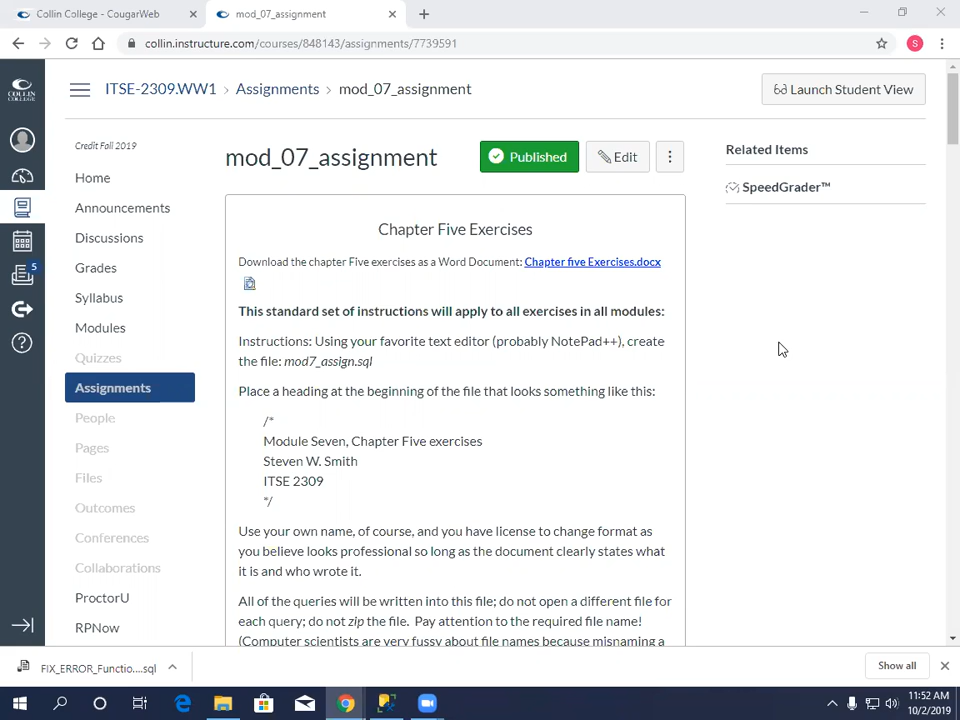 Collin College - CougarWeb
mod_07_assignment
collin.instructure.com/courses/848143/assignments/7739591
S
COLLIN COLLEGE
ITSE-2309.WW1 › Assignments › mod_07_assignment
Launch Student View
Credit Fall 2019
Home
Announcements
Discussions
Grades
Syllabus
Modules
Quizzes
Assignments
People
Pages
Files
Outcomes
Conferences
Collaborations
ProctorU
RPNow
5
mod_07_assignment
Published
Edit
Related Items
SpeedGrader™
Chapter Five Exercises
Download the chapter Five exercises as a Word Document: Chapter five Exercises.docx
This standard set of instructions will apply to all exercises in all modules:
Instructions: Using your favorite text editor (probably NotePad++), create
the file: mod7_assign.sql
Place a heading at the beginning of the file that looks something like this:
/*
Module Seven, Chapter Five exercises
Steven W. Smith
ITSE 2309
*/
Use your own name, of course, and you have license to change format as
you believe looks professional so long as the document clearly states what
it is and who wrote it.
All of the queries will be written into this file; do not open a different file for
each query; do not zip the file. Pay attention to the required file name!
(Computer scientists are very fussy about file names because misnaming a
FIX_ERROR_Functio....sql
Show all
11:52 AM
10/2/2019